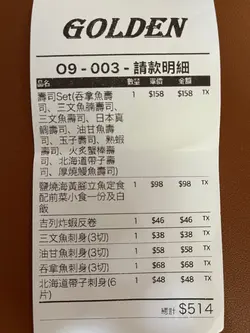 GOLDEN
O9 - 003 - 請款明細
品名 數量 單價 金額
壽司Set(吞拿魚壽 1 $158 $158 TX
司、三文魚腩壽司、
三文魚壽司、日本真
鯛壽司、油甘魚壽
司、玉子壽司、熟蝦
壽司、火炙蟹棒壽
司、北海道帶子壽
司、厚燒鰻魚壽司)
鹽燒海黃腳立魚定食 1 $98 $98 TX
配前菜小食一份及白
飯
吉列炸蝦反卷 1 $46 $46 TX
三文魚刺身(3切) 1 $38 $38 TX
油甘魚刺身(3切) 1 $58 $58 TX
吞拿魚刺身(3切) 1 $68 $68 TX
北海道帶子刺身(6 1 $48 $48 TX
片)
總計 $514